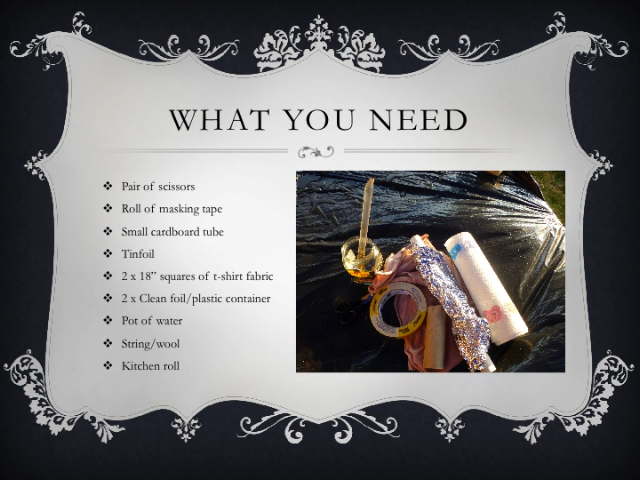 WHAT YOU NEED
Pair of scissors
Roll of masking tape
Small cardboard tube
Tinfoil
2 x 18” squares of t-shirt fabric
2 x Clean foil/plastic container
Pot of water
String/wool
Kitchen roll